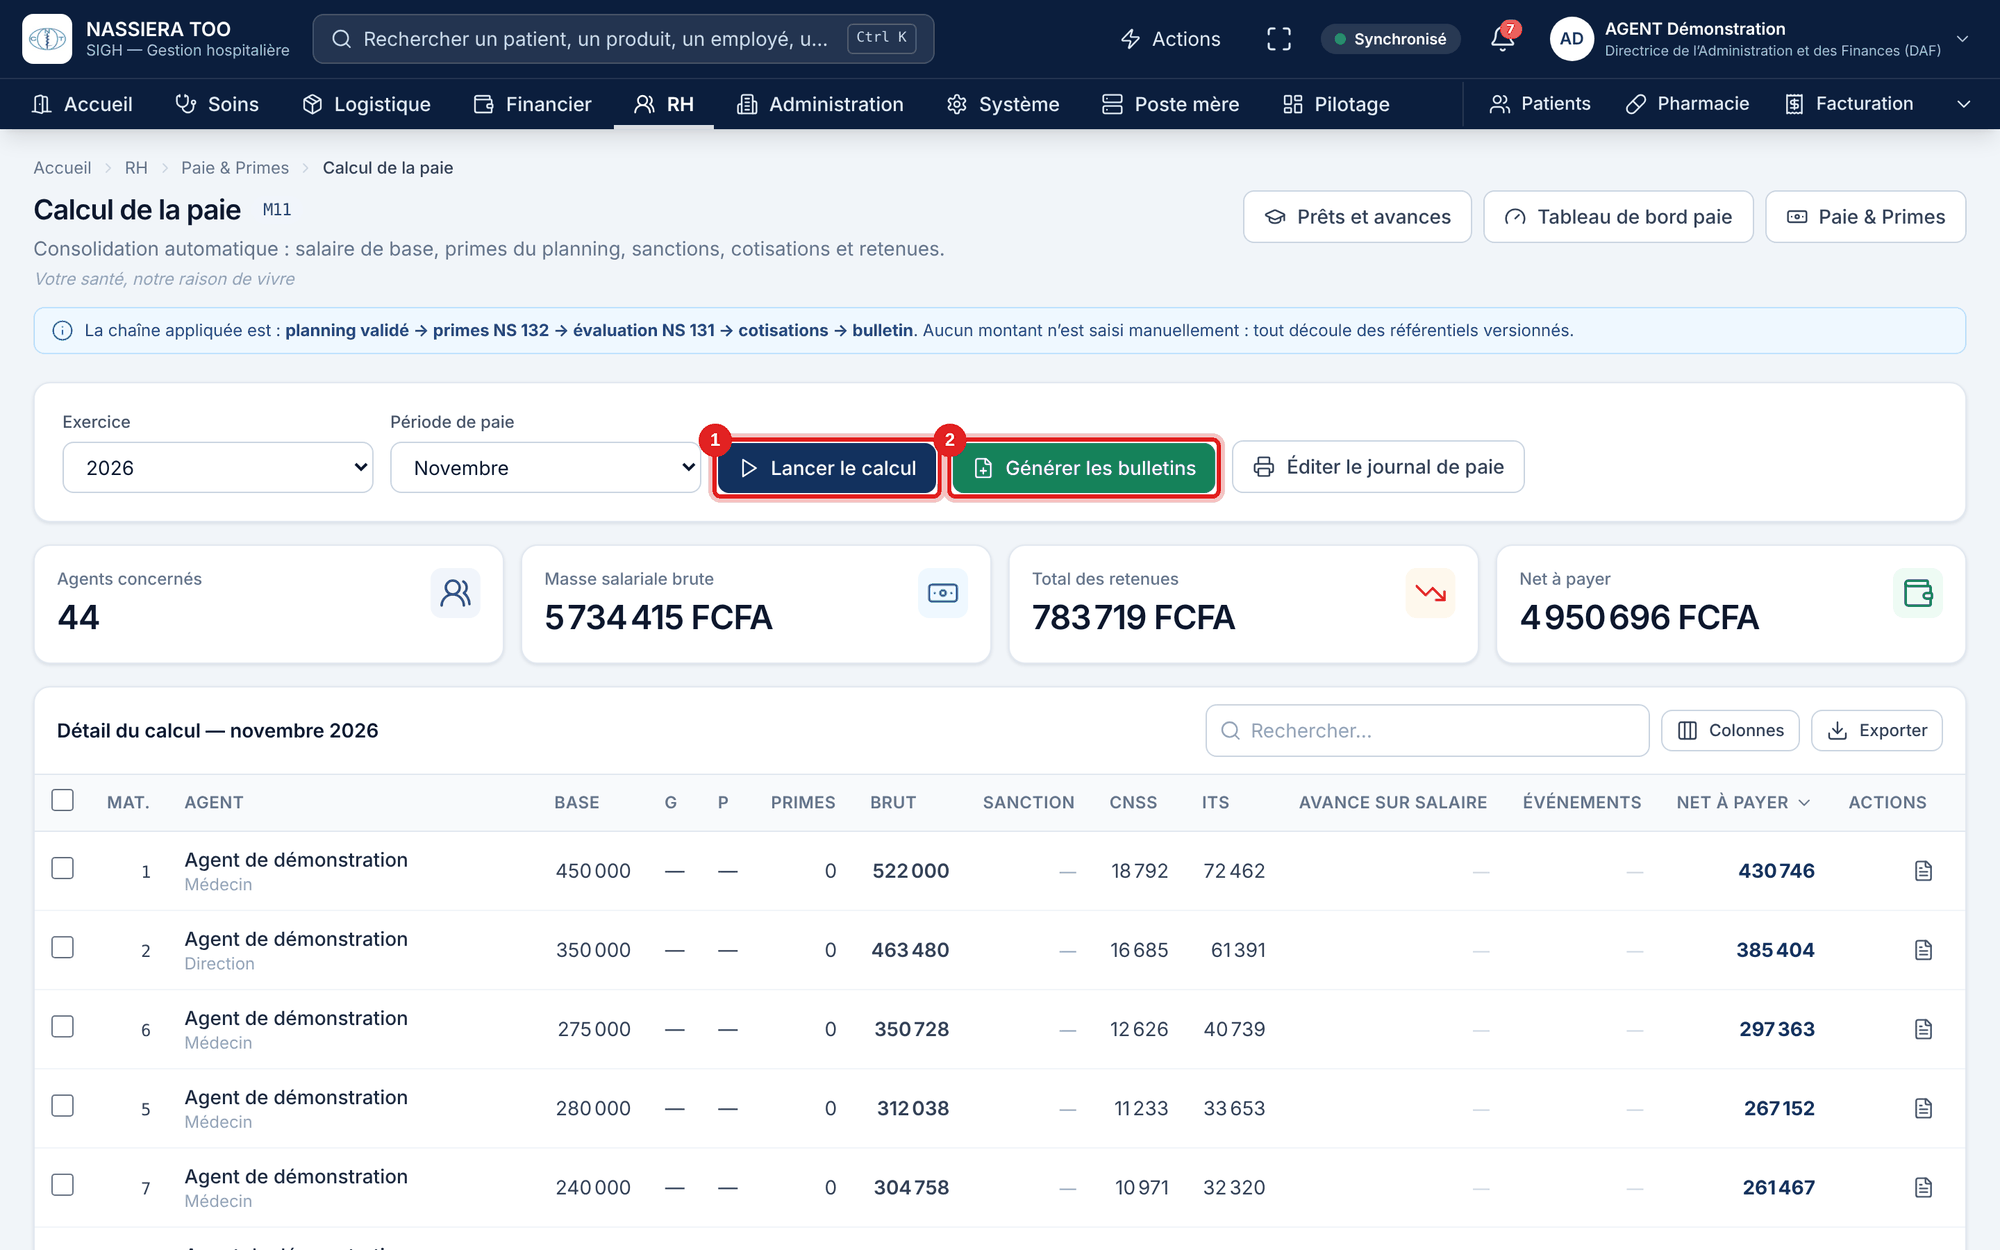 NASSIERA TOO
SIGH — Gestion hospitalière
Rechercher un patient, un produit, un employé, u...
Ctrl K
Actions
Synchronisé
7
AD
AGENT Démonstration
Directrice de l'Administration et des Finances (DAF)
Accueil
Soins
Logistique
Financier
RH
Administration
Système
Poste mère
Pilotage
Patients
Pharmacie
Facturation
Accueil > RH > Paie & Primes > Calcul de la paie
Calcul de la paie M11
Consolidation automatique : salaire de base, primes du planning, sanctions, cotisations et retenues.
Votre santé, notre raison de vivre
Prêts et avances
Tableau de bord paie
Paie & Primes
La chaîne appliquée est : planning validé → primes NS 132 → évaluation NS 131 → cotisations → bulletin. Aucun montant n'est saisi manuellement : tout découle des référentiels versionnés.
Exercice
2026
Période de paie
Novembre
1
Lancer le calcul
2
Générer les bulletins
Éditer le journal de paie
Agents concernés
44
Masse salariale brute
5 734 415 FCFA
Total des retenues
783 719 FCFA
Net à payer
4 950 696 FCFA
Détail du calcul — novembre 2026
Rechercher...
Colonnes
Exporter
MAT. AGENT BASE G P PRIMES BRUT SANCTION CNSS ITS AVANCE SUR SALAIRE ÉVÉNEMENTS NET À PAYER ACTIONS
1 Agent de démonstration 450 000 — — 0 522 000 — 18 792 72 462 — — 430 746
Médecin
2 Agent de démonstration 350 000 — — 0 463 480 — 16 685 61 391 — — 385 404
Direction
6 Agent de démonstration 275 000 — — 0 350 728 — 12 626 40 739 — — 297 363
Médecin
5 Agent de démonstration 280 000 — — 0 312 038 — 11 233 33 653 — — 267 152
Médecin
7 Agent de démonstration 240 000 — — 0 304 758 — 10 971 32 320 — — 261 467
Médecin